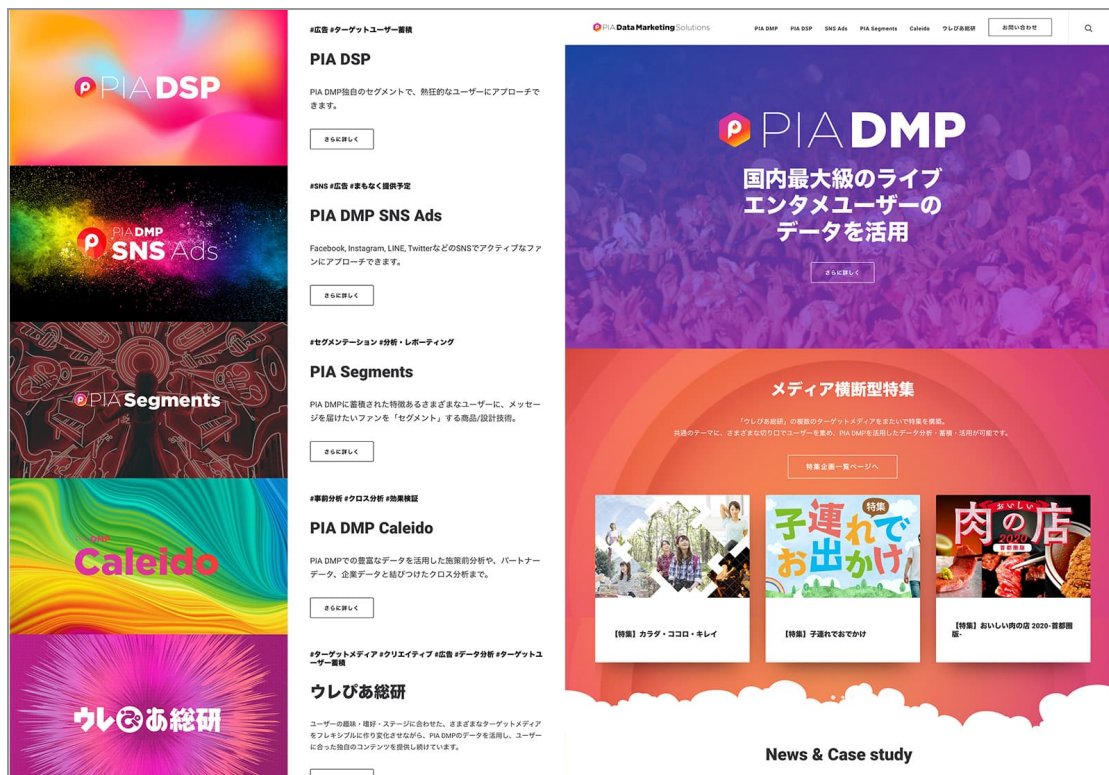 PIA DSP
#広告 #ターゲットユーザー蓄積
PIA DSP
PIA DMP独自のセグメントで、熱狂的なユーザーにアプローチで
きます。
さらに詳しく
PIA DMP
SNS Ads
#SNS #広告 #まもなく提供予定
PIA DMP SNS Ads
Facebook, Instagram, LINE, TwitterなどのSNSでアクティブなファ
ンにアプローチできます。
さらに詳しく
PIA Segments
#セグメンテーション #分析・レポーティング
PIA Segments
PIA DMPに蓄積された特徴あるさまざまなユーザーに、メッセー
ジを届けたいファンを「セグメント」する商品/設計技術。
さらに詳しく
DMP
Caleido
#事前分析 #クロス分析 #効果検証
PIA DMP Caleido
PIA DMPでの豊富なデータを活用した施策前分析や、パートナー
データ、企業データと結びつけたクロス分析まで。
さらに詳しく
ウレぴあ総研
#ターゲットメディア #クリエイティブ #広告 #データ分析 #ターゲットユ
ーザー蓄積
ウレぴあ総研
ユーザーの趣味・嗜好・ステージに合わせた、さまざまなターゲットメディア
をフレキシブルに作り変化させながら、PIA DMPのデータを活用し、ユーザー
に合った独自のコンテンツを提供し続けています。
PIA Data Marketing Solutions
PIA DMP PIA DSP SNS Ads PIA Segments Caleido ウレぴあ総研 お問い合わせ
PIA DMP
国内最大級のライブ
エンタメユーザーの
データを活用
さらに詳しく
メディア横断型特集
「ウレぴあ総研」の複数のターゲットメディアをまたいで特集を構築。
共通のテーマに、さまざまな切り口でユーザーを集め、PIA DMPを活用したデータ分析・蓄積・活用が可能です。
特集企画一覧ページへ
【特集】カラダ・ココロ・キレイ
特集
子連れで
お出かけ
【特集】子連れでおでかけ
おいしい
肉の店
2020
首都圏版
【特集】おいしい肉の店 2020-首都圏
版-
News & Case study